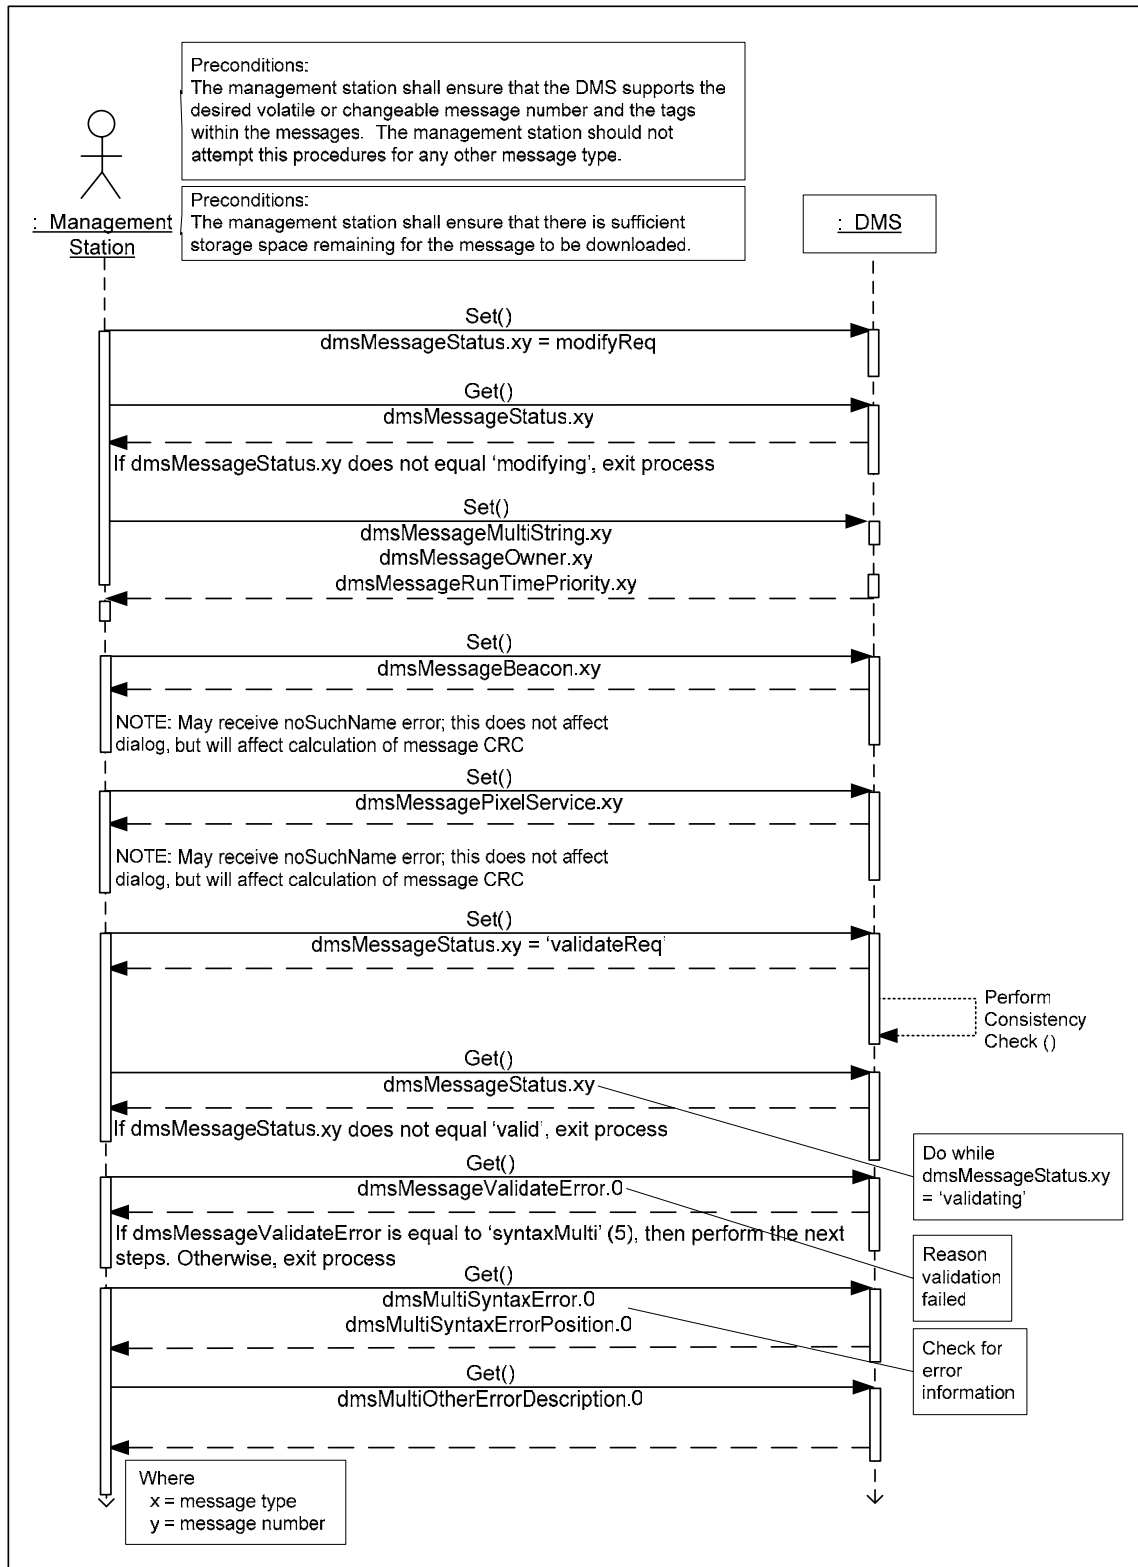 Preconditions:
The management station shall ensure that the DMS supports the
desired volatile or changeable message number and the tags
within the messages. The management station should not
attempt this procedures for any other message type.
Preconditions:
The management station shall ensure that there is sufficient
storage space remaining for the message to be downloaded.
: Management
Station
: DMS
Set()
dmsMessageStatus.xy = modifyReq
Get()
dmsMessageStatus.xy
If dmsMessageStatus.xy does not equal ‘modifying’, exit process
Set()
dmsMessageMultiString.xy
dmsMessageOwner.xy
dmsMessageRunTimePriority.xy
Set()
dmsMessageBeacon.xy
NOTE: May receive noSuchName error; this does not affect
dialog, but will affect calculation of message CRC
Set()
dmsMessagePixelService.xy
NOTE: May receive noSuchName error; this does not affect
dialog, but will affect calculation of message CRC
Set()
dmsMessageStatus.xy = ‘validateReq’
Perform
Consistency
Check ()
Get()
dmsMessageStatus.xy
If dmsMessageStatus.xy does not equal ‘valid’, exit process
Do while
dmsMessageStatus.xy
= ‘validating’
Get()
dmsMessageValidateError.0
If dmsMessageValidateError is equal to ‘syntaxMulti’ (5), then perform the next
steps. Otherwise, exit process
Reason
validation
failed
Get()
dmsMultiSyntaxError.0
dmsMultiSyntaxErrorPosition.0
Check for
error
information
Get()
dmsMultiOtherErrorDescription.0
Where
x = message type
y = message number